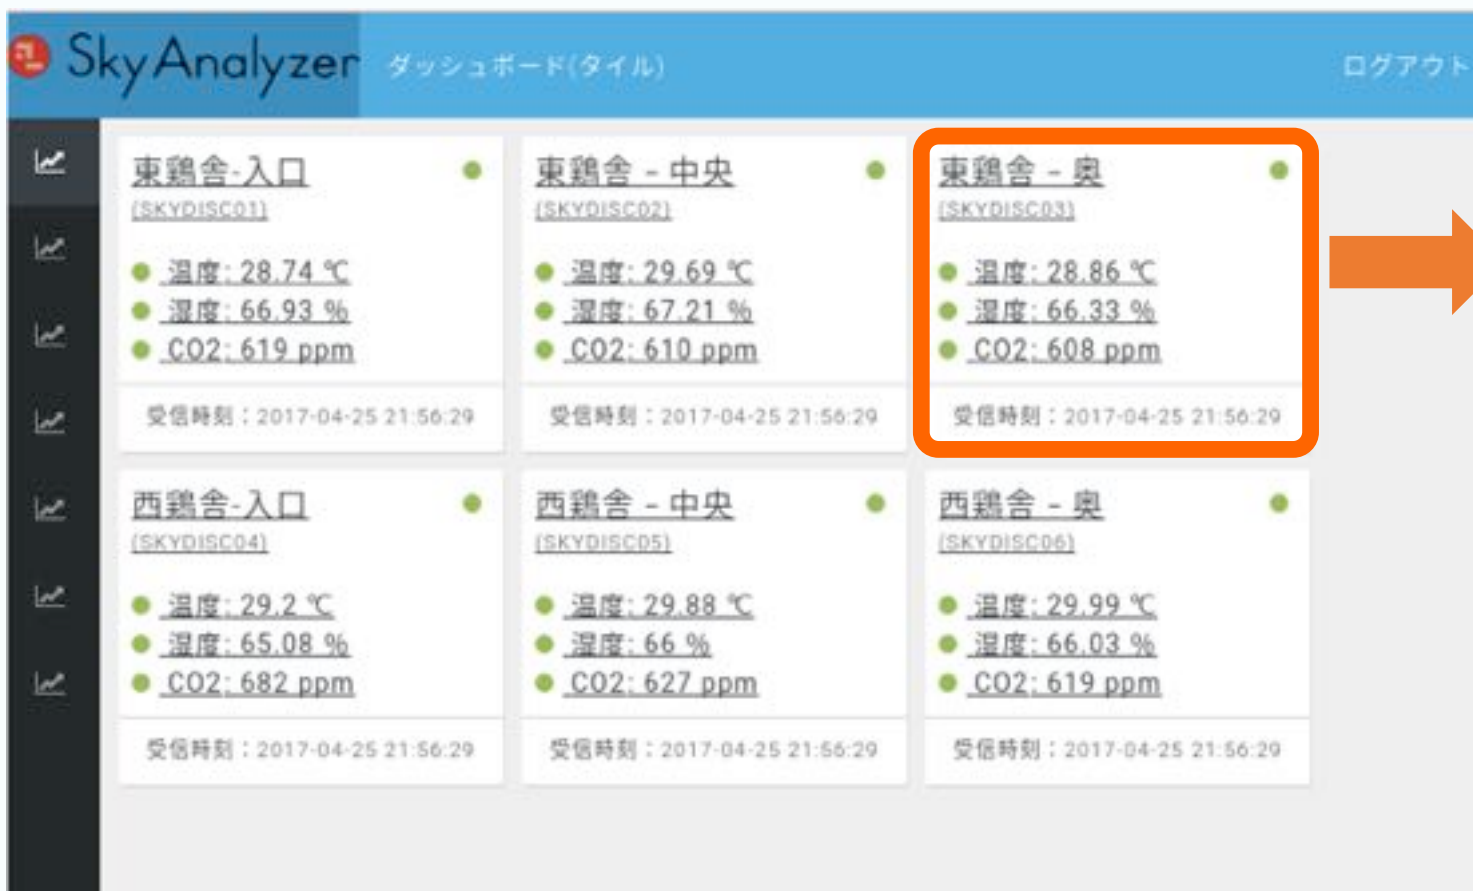 SkyAnalyzer ダッシュボード(タイル) ログアウト
東鶏舎-入口
(SKYDISC01)
温度: 28.74 ℃
湿度: 66.93 %
CO2: 619 ppm
受信時刻：2017-04-25 21:56:29
東鶏舎 – 中央
(SKYDISC02)
温度: 29.69 ℃
湿度: 67.21 %
CO2: 610 ppm
受信時刻：2017-04-25 21:56:29
東鶏舎 – 奥
(SKYDISC03)
温度: 28.86 ℃
湿度: 66.33 %
CO2: 608 ppm
受信時刻：2017-04-25 21:56:29
西鶏舎-入口
(SKYDISC04)
温度: 29.2 ℃
湿度: 65.08 %
CO2: 682 ppm
受信時刻：2017-04-25 21:56:29
西鶏舎 – 中央
(SKYDISC05)
温度: 29.88 ℃
湿度: 66 %
CO2: 627 ppm
受信時刻：2017-04-25 21:56:29
西鶏舎 – 奥
(SKYDISC06)
温度: 29.99 ℃
湿度: 66.03 %
CO2: 619 ppm
受信時刻：2017-04-25 21:56:29